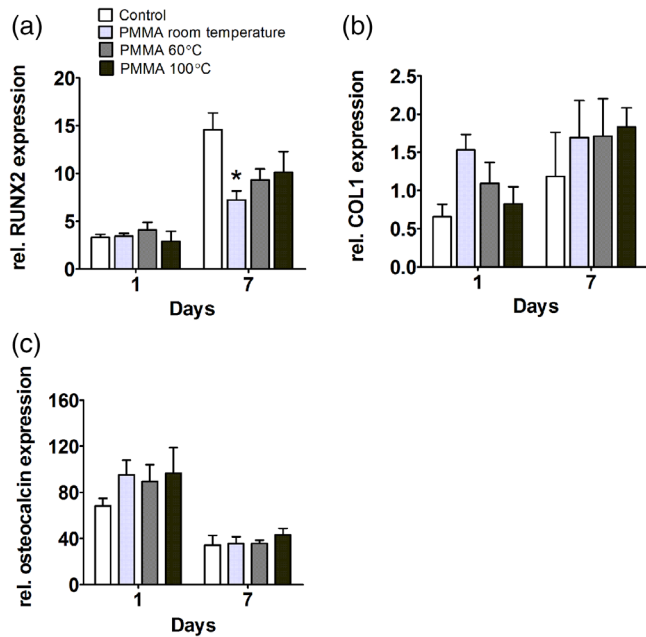 (a)
Control
PMMA room temperature
PMMA 60°C
PMMA 100°C
rel. RUNX2 expression
20
15
10
5
0
*
1
7
Days
(b)
rel. COL1 expression
2.5
2.0
1.5
1.0
0.5
0.0
1
7
Days
(c)
rel. osteocalcin expression
160
120
80
40
0
1
7
Days